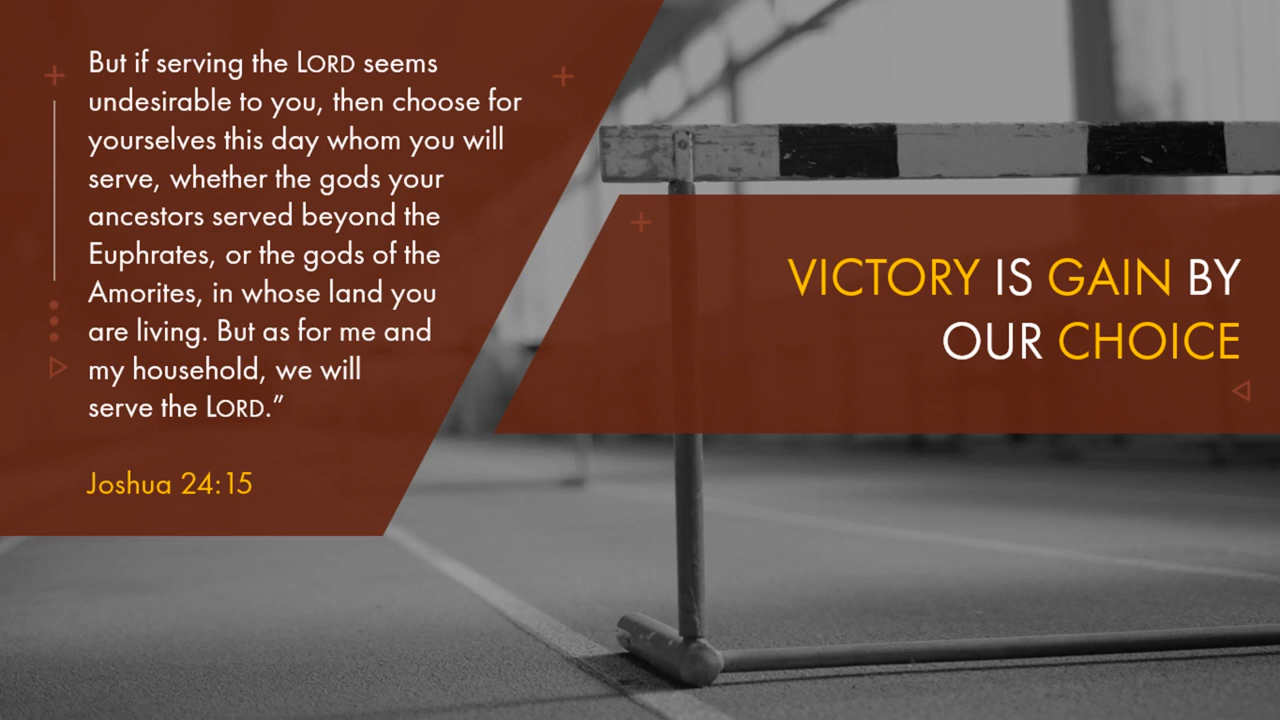 But if serving the LORD seems
undesirable to you, then choose for
yourselves this day whom you will
serve, whether the gods your
ancestors served beyond the
Euphrates, or the gods of the
Amorites, in whose land you
are living. But as for me and
my household, we will
serve the LORD.”
Joshua 24:15
VICTORY IS GAIN BY
OUR CHOICE